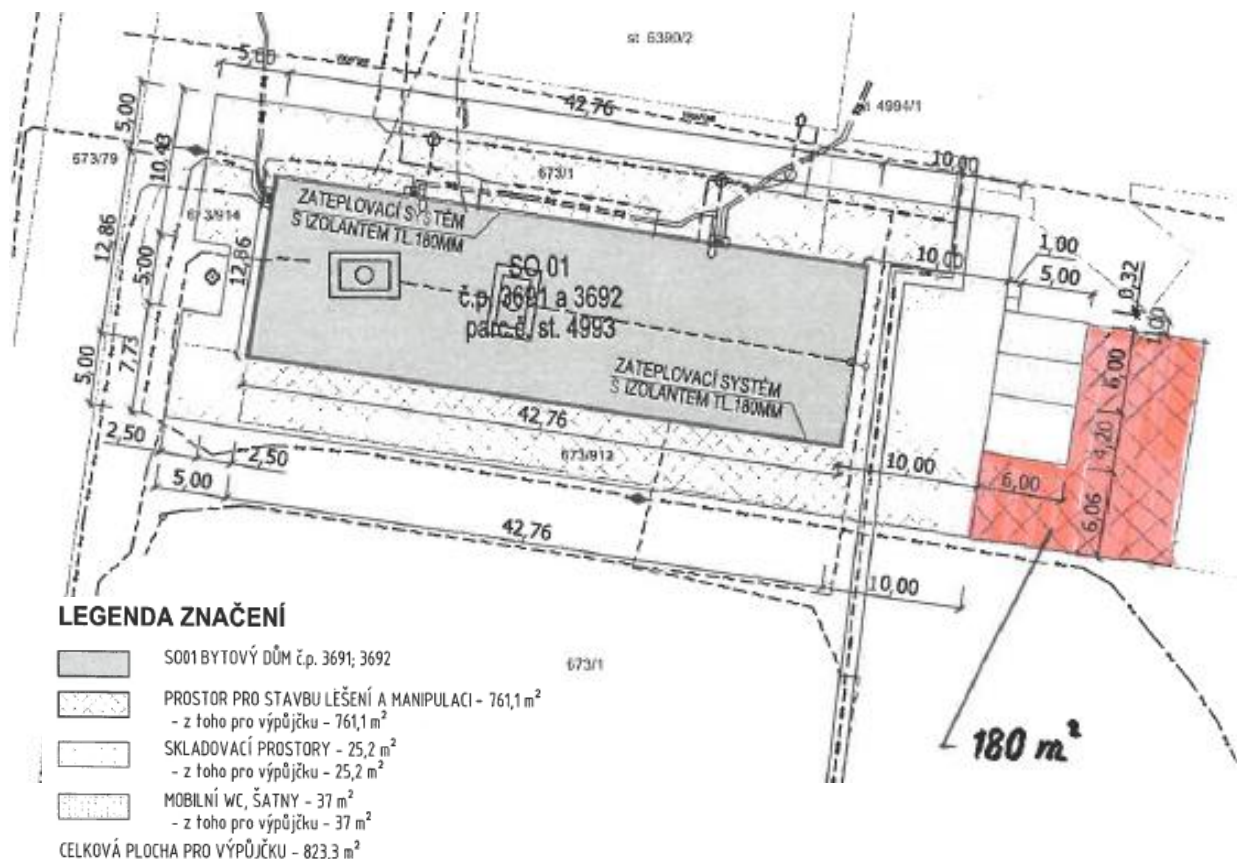 st 6390/2
5,00
42,76
4994/1
5,00
10,43
673/79
673/1
10,00
673/914
ZATEPLOVACÍ SYSTÉM
S IZOLANTEM TL.180MM
12,86
5,00
12,86
SO 01
č.p. 3691 a 3692
parc.č. st. 4993
10,00
1,00
5,00
0,32
1,00
5,00
7,73
ZATEPLOVACÍ SYSTÉM
S IZOLANTEM TL.180MM
6,00
4,20
6,06
42,76
673/913
2,50
2,50
5,00
10,00
6,00
42,76
10,00
LEGENDA ZNAČENÍ
SO01 BYTOVÝ DŮM č.p. 3691; 3692
673/1
PROSTOR PRO STAVBU LEŠENÍ A MANIPULACI - 761,1 m²
- z toho pro výpůjčku - 761,1 m²
180 m²
SKLADOVACÍ PROSTORY - 25,2 m²
- z toho pro výpůjčku - 25,2 m²
MOBILNÍ WC, ŠATNY - 37 m²
- z toho pro výpůjčku - 37 m²
CELKOVÁ PLOCHA PRO VÝPŮJČKU - 823,3 m²